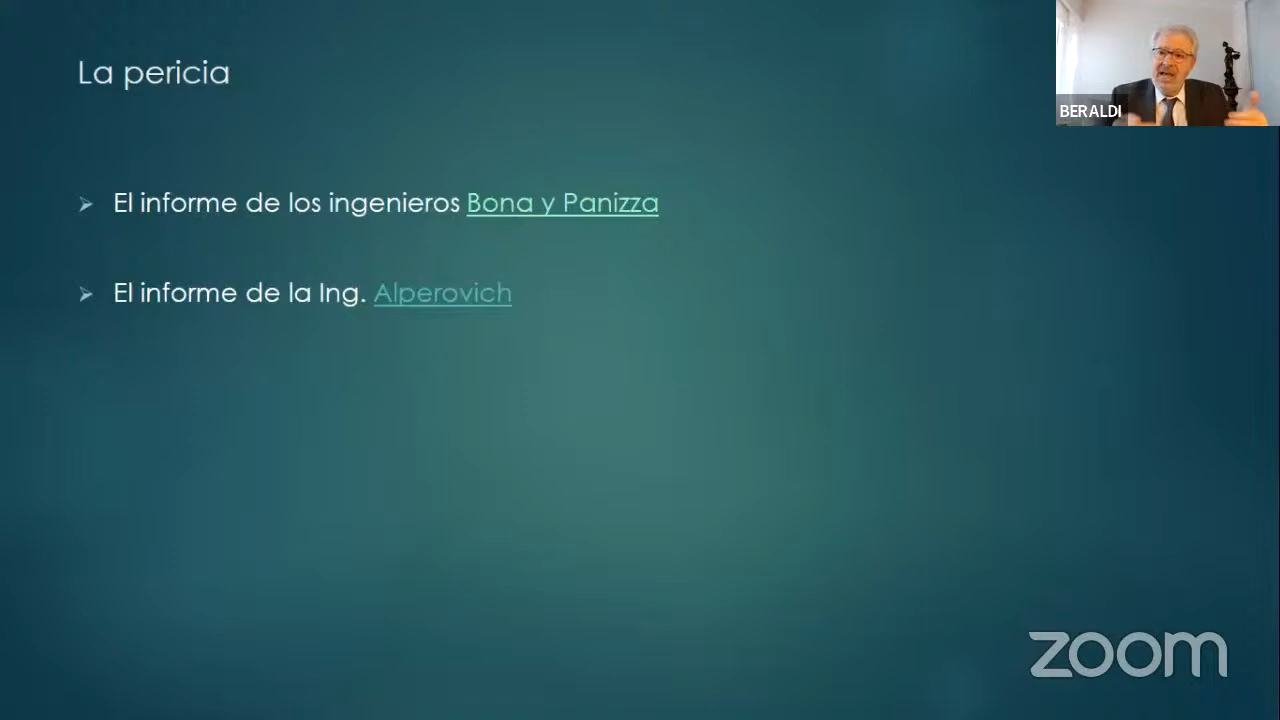 La pericia
BERALDI
El informe de los ingenieros Bona y Panizza
El informe de la Ing. Alperovich
zoom